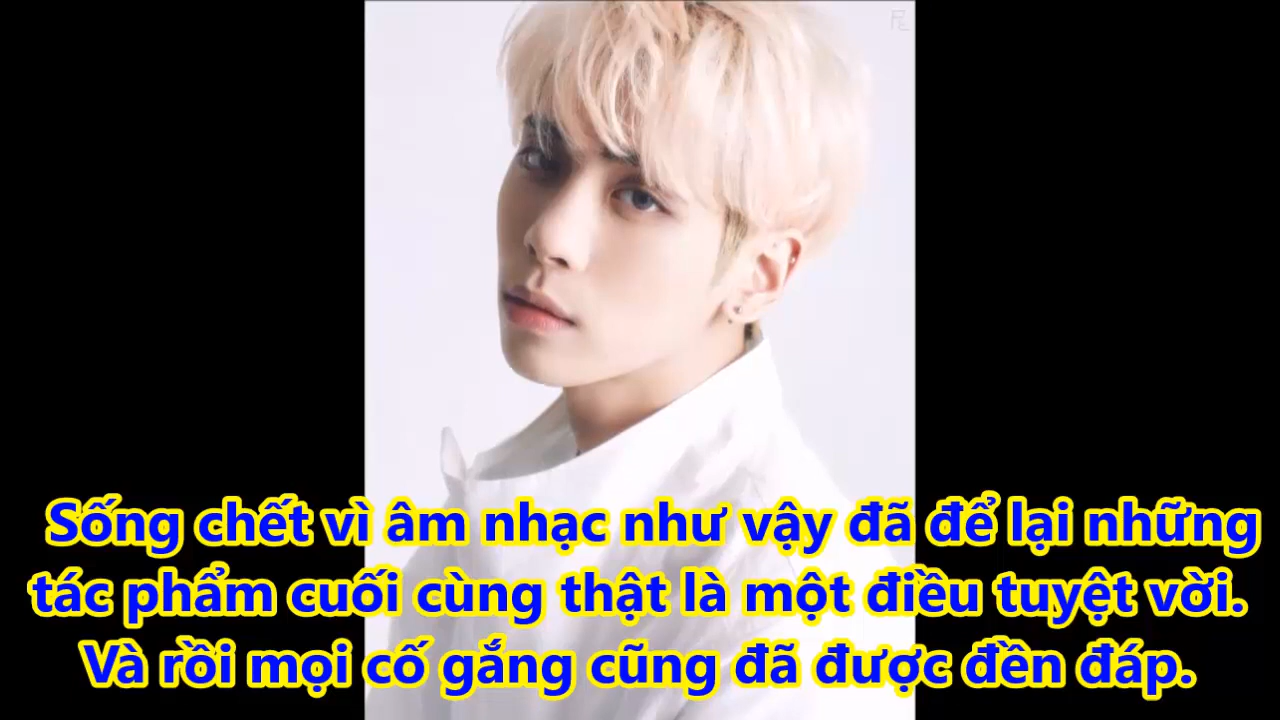 Sống chết vì âm nhạc như vậy đã để lại những
tác phẩm cuối cùng thật là một điều tuyệt vời.
Và rồi mọi cố gắng cũng đã được đền đáp.